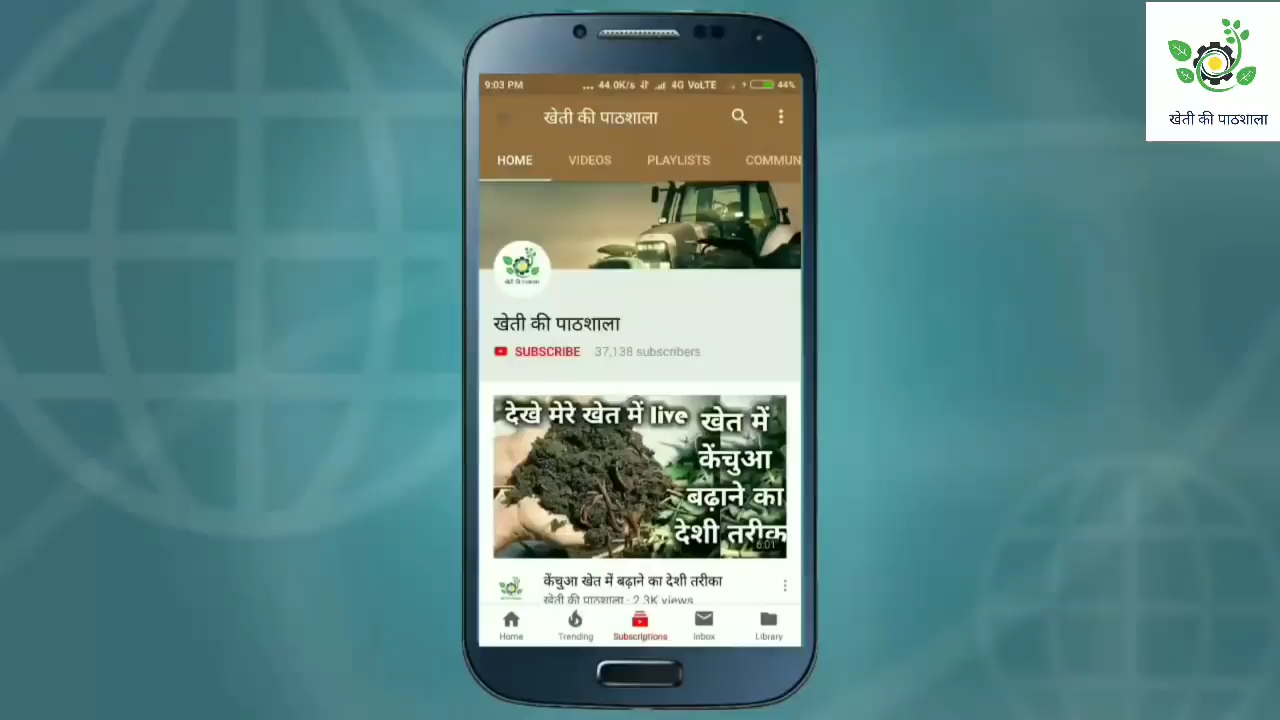 खेती की पाठशाला
9:03 PM ... 44.0K/s 4G VoLTE 44%
खेती की पाठशाला
HOME VIDEOS PLAYLISTS COMMUN
खेती की पाठशाला
SUBSCRIBE 37,138 subscribers
देखे मेरे खेत में live
खेत में
केंचुआ
बढ़ाने का
देशी तरीक
6:01
केंचुआ खेत में बढ़ाने का देशी तरीका
खेती की पाठशाला · 2.3K views
Home Trending Subscriptions Inbox Library